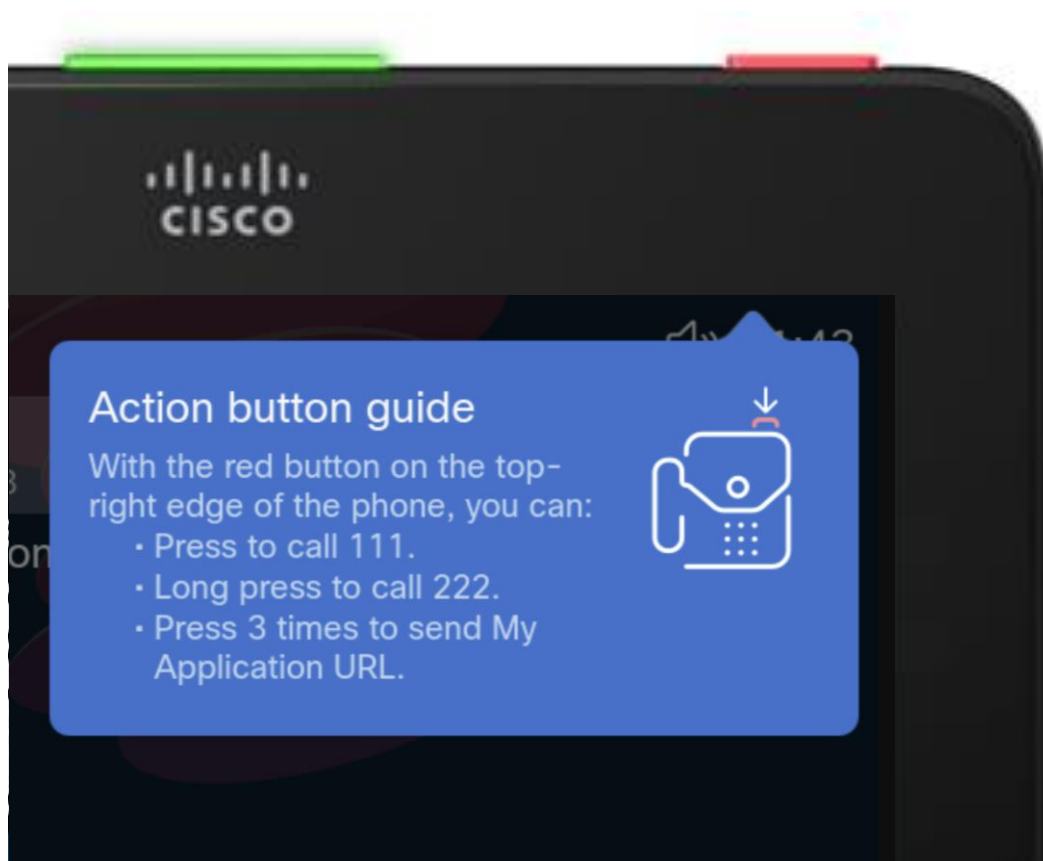 CISCO
Action button guide
With the red button on the top-
right edge of the phone, you can:
· Press to call 111.
· Long press to call 222.
· Press 3 times to send My
Application URL.